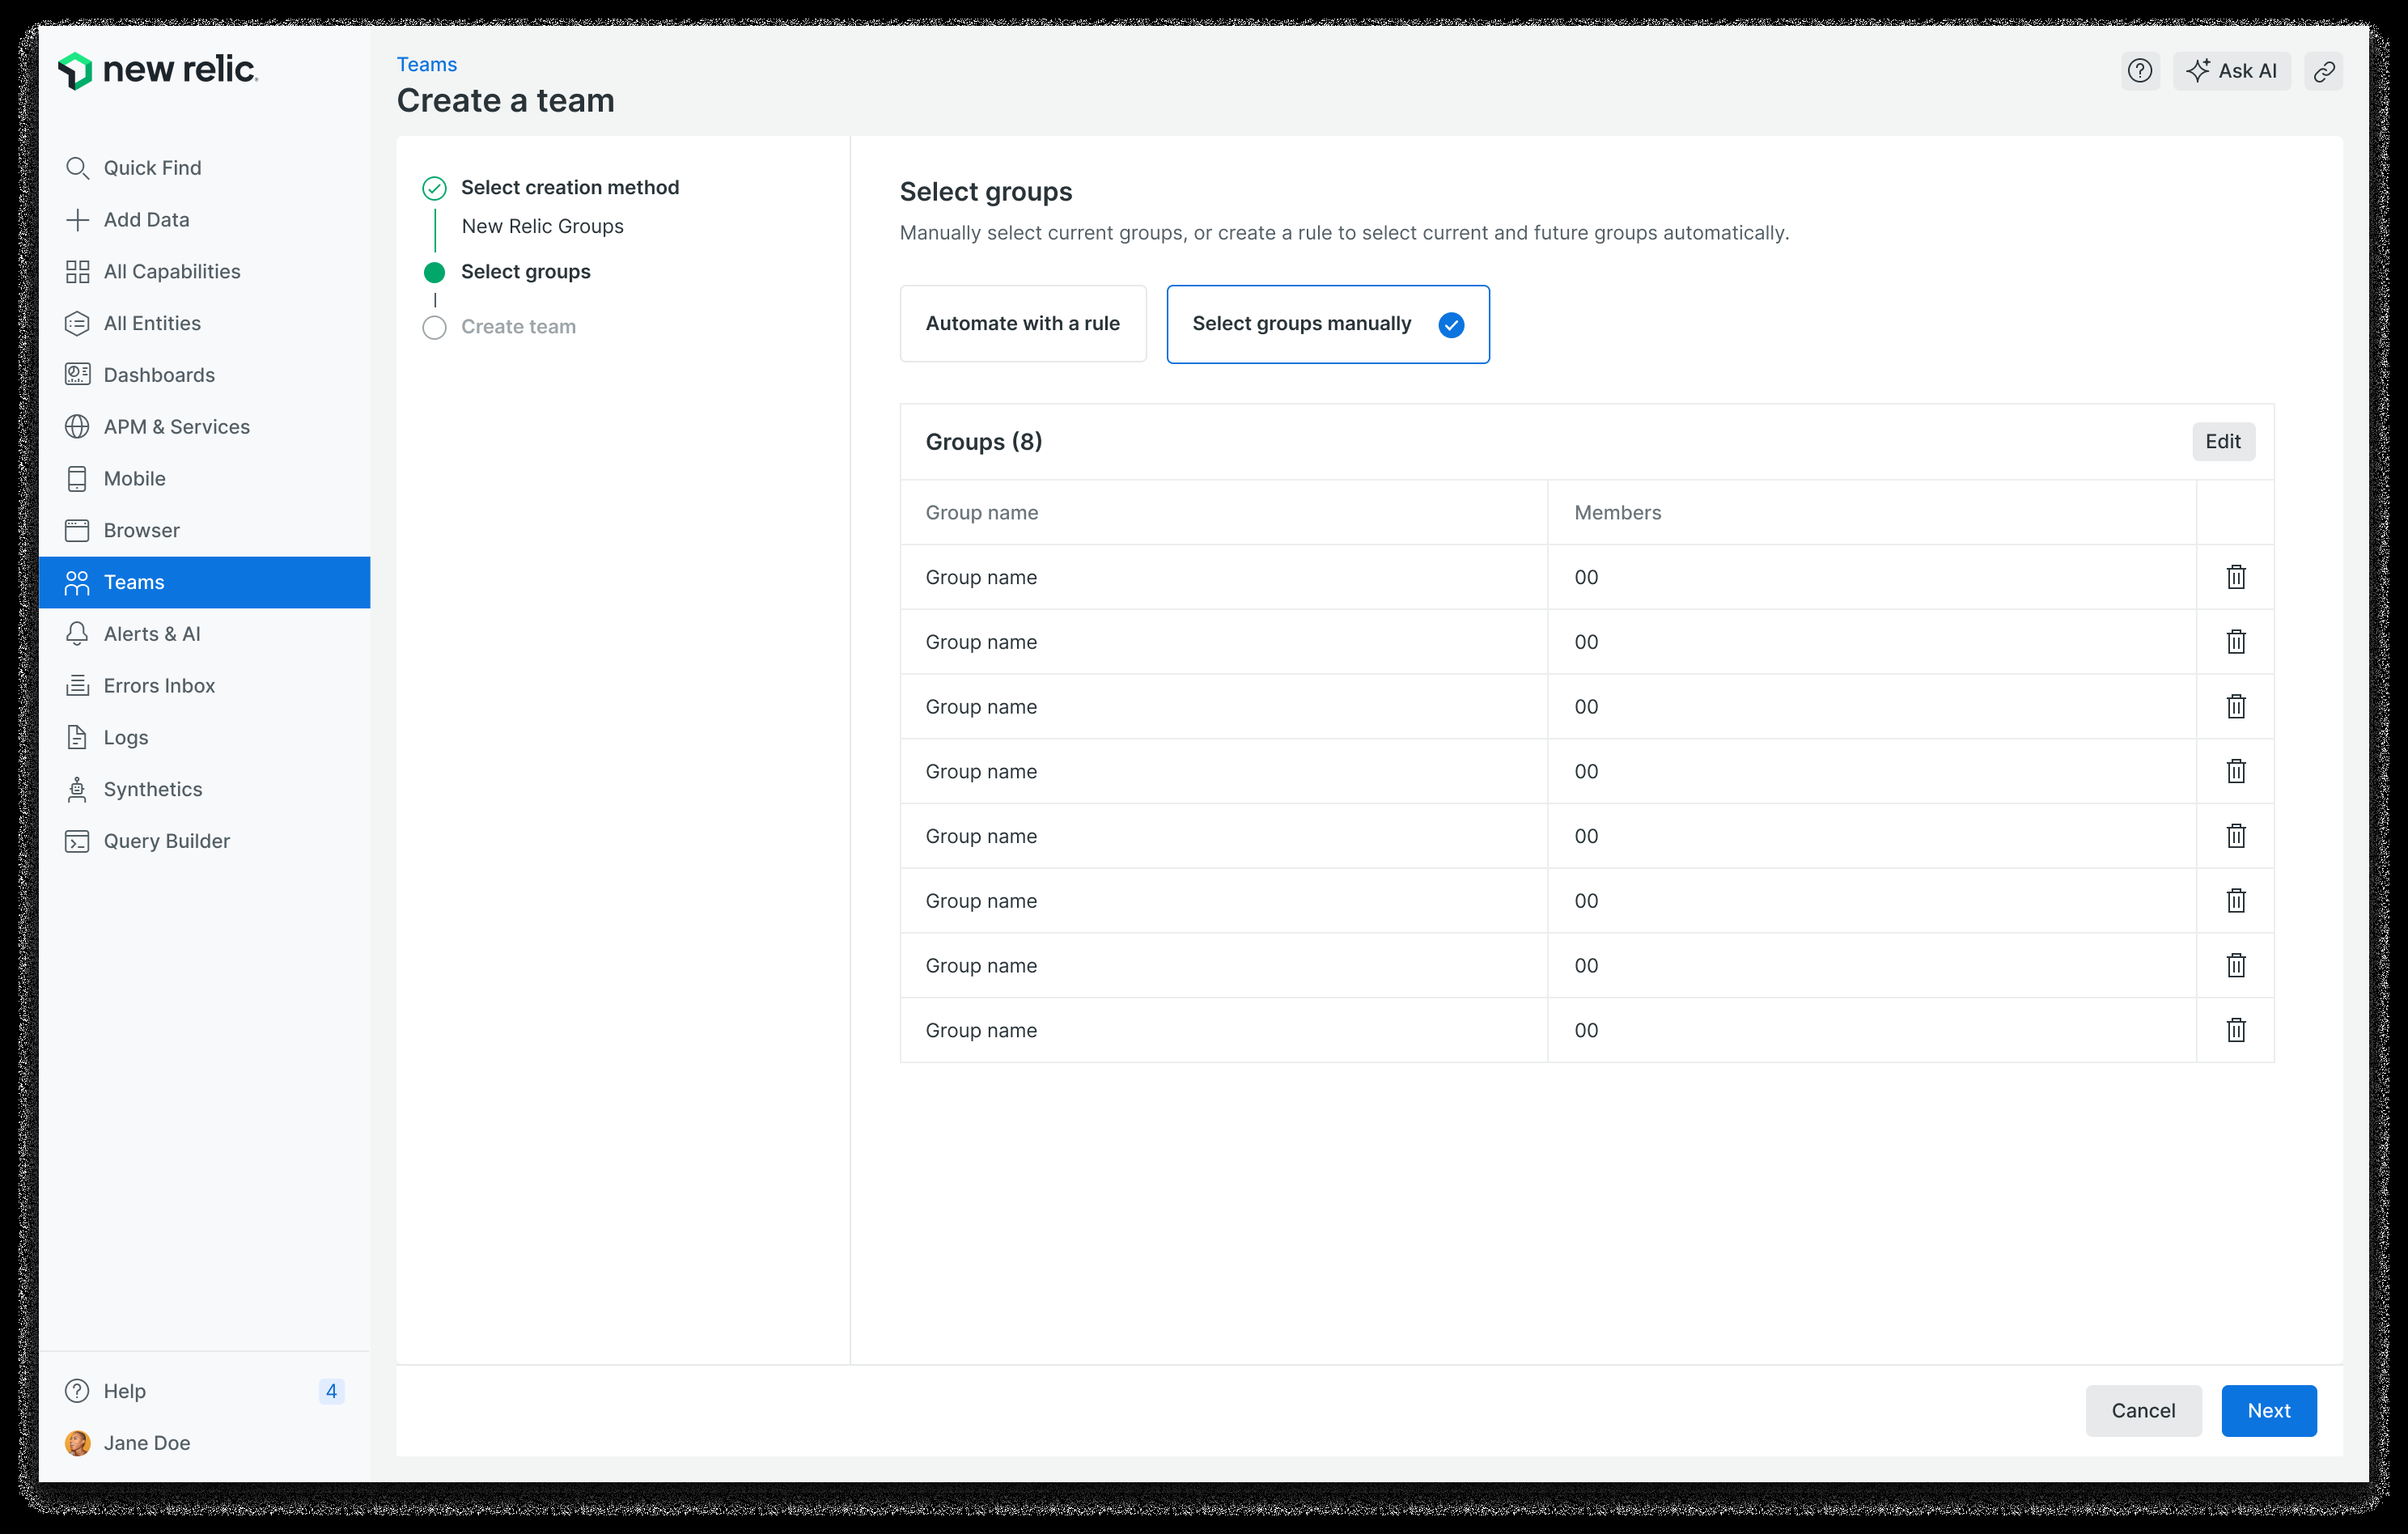 new relic.
Quick Find
Add Data
All Capabilities
All Entities
Dashboards
APM & Services
Mobile
Browser
Teams
Alerts & AI
Errors Inbox
Logs
Synthetics
Query Builder
Help 4
Jane Doe
Teams
Create a team
Ask AI
Select creation method
New Relic Groups
Select groups
Create team
Select groups
Manually select current groups, or create a rule to select current and future groups automatically.
Automate with a rule
Select groups manually
Groups (8)
Edit
Group name Members
Group name 00
Group name 00
Group name 00
Group name 00
Group name 00
Group name 00
Group name 00
Group name 00
Cancel
Next